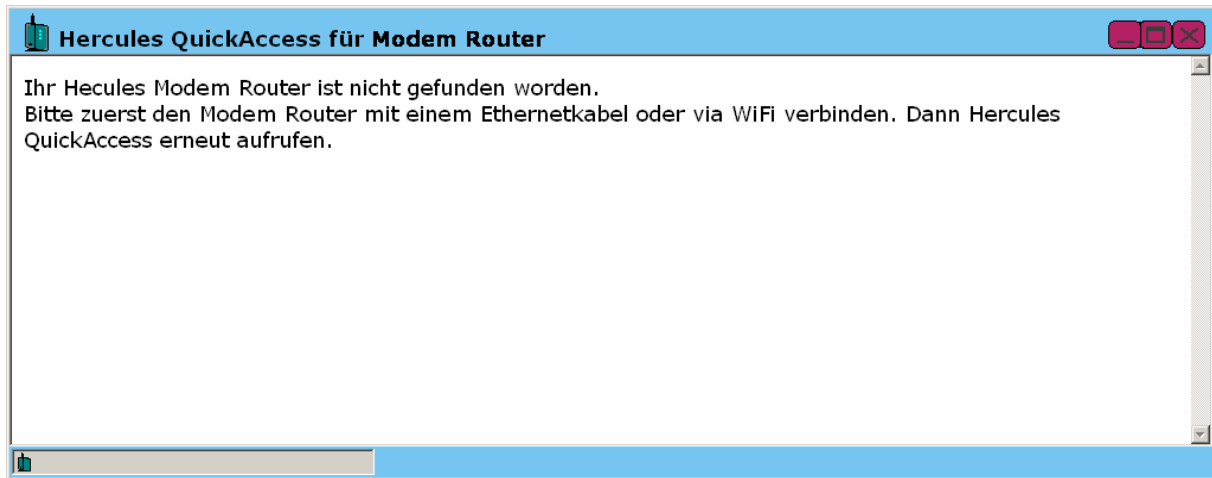 Hercules QuickAccess für Modem Router
Ihr Hecules Modem Router ist nicht gefunden worden.
Bitte zuerst den Modem Router mit einem Ethernetkabel oder via WiFi verbinden. Dann Hercules
QuickAccess erneut aufrufen.